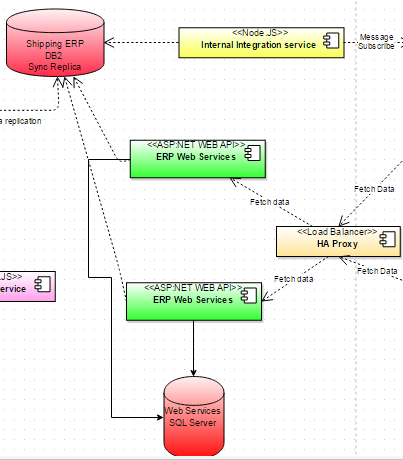 <<Node.JS>>
Internal Integration service
Message
Subscribe
Shipping ERP
DB2
Sync Replica
a replication
<<ASP.NET WEB API>>
ERP Web Services
Fetch Data
Fetch data
<<Load Balancer>>
HA Proxy
Fetch data
Fetch Data
.JS>>
ervice
<<ASP.NET WEB API>>
ERP Web Services
Web Services
SQL Server